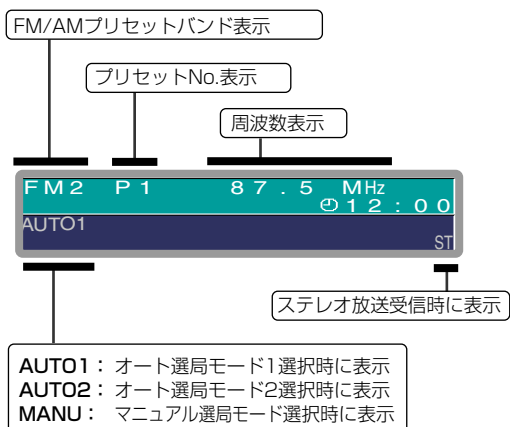 FM/AMプリセットバンド表示
プリセットNo.表示
周波数表示
FM2 P1 87.5 MHz
12:00
AUTO1
ST
ステレオ放送受信時に表示
AUTO1：オート選局モード1選択時に表示
AUTO2：オート選局モード2選択時に表示
MANU：マニュアル選局モード選択時に表示